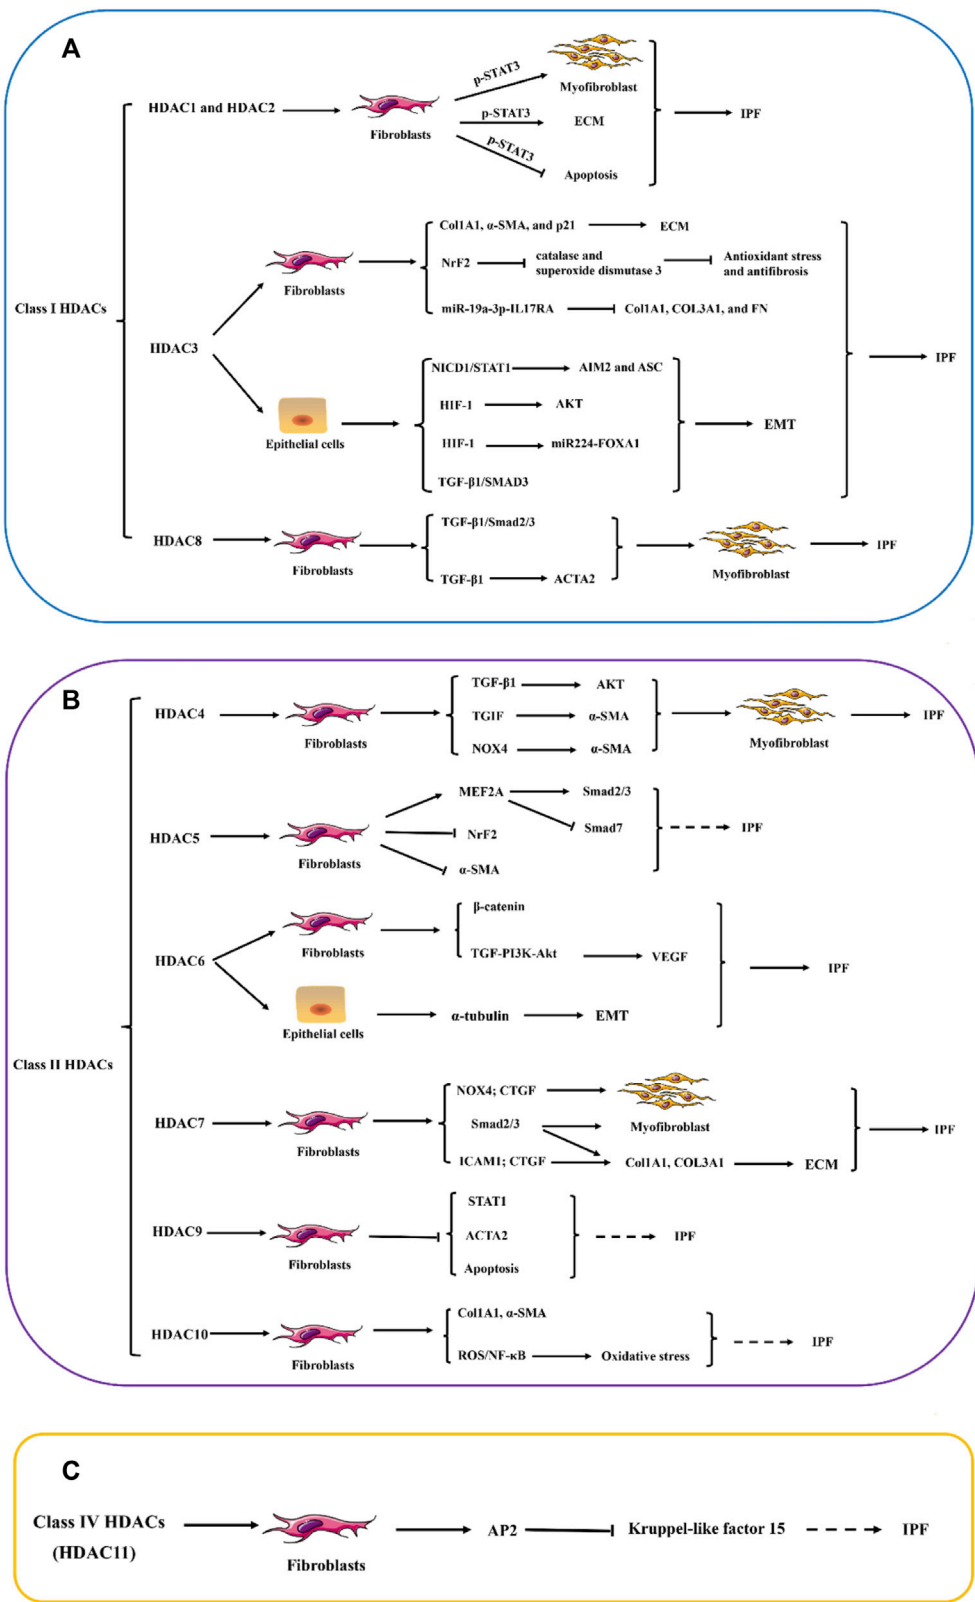 A
HDAC1 and HDAC2
Fibroblasts
p-STAT3
p-STAT3
p-STAT3
Myofibroblast
ECM
Apoptosis
IPF
Class I HDACs
HDAC3
Fibroblasts
Col1A1, α-SMA, and p21
ECM
NrF2
catalase and
superoxide dismutase 3
Antioxidant stress
and antifibrosis
miR-19a-3p-IL17RA
Col1A1, COL3A1, and FN
Epithelial cells
NICD1/STAT1
AIM2 and ASC
HIF-1
AKT
HIF-1
miR224-FOXA1
TGF-β1/SMAD3
EMT
IPF
HDAC8
Fibroblasts
TGF-β1/Smad2/3
TGF-β1
ACTA2
Myofibroblast
IPF
B
Class II HDACs
HDAC4
Fibroblasts
TGF-β1
AKT
TGIF
α-SMA
NOX4
α-SMA
Myofibroblast
IPF
HDAC5
Fibroblasts
MEF2A
Smad2/3
Smad7
NrF2
α-SMA
IPF
HDAC6
Fibroblasts
β-catenin
TGF-PI3K-Akt
VEGF
Epithelial cells
α-tubulin
EMT
IPF
HDAC7
Fibroblasts
NOX4; CTGF
Myofibroblast
Smad2/3
ICAM1; CTGF
Col1A1, COL3A1
ECM
IPF
HDAC9
Fibroblasts
STAT1
ACTA2
Apoptosis
IPF
HDAC10
Fibroblasts
Col1A1, α-SMA
ROS/NF-κB
Oxidative stress
IPF
C
Class IV HDACs
(HDAC11)
Fibroblasts
AP2
Kruppel-like factor 15
IPF